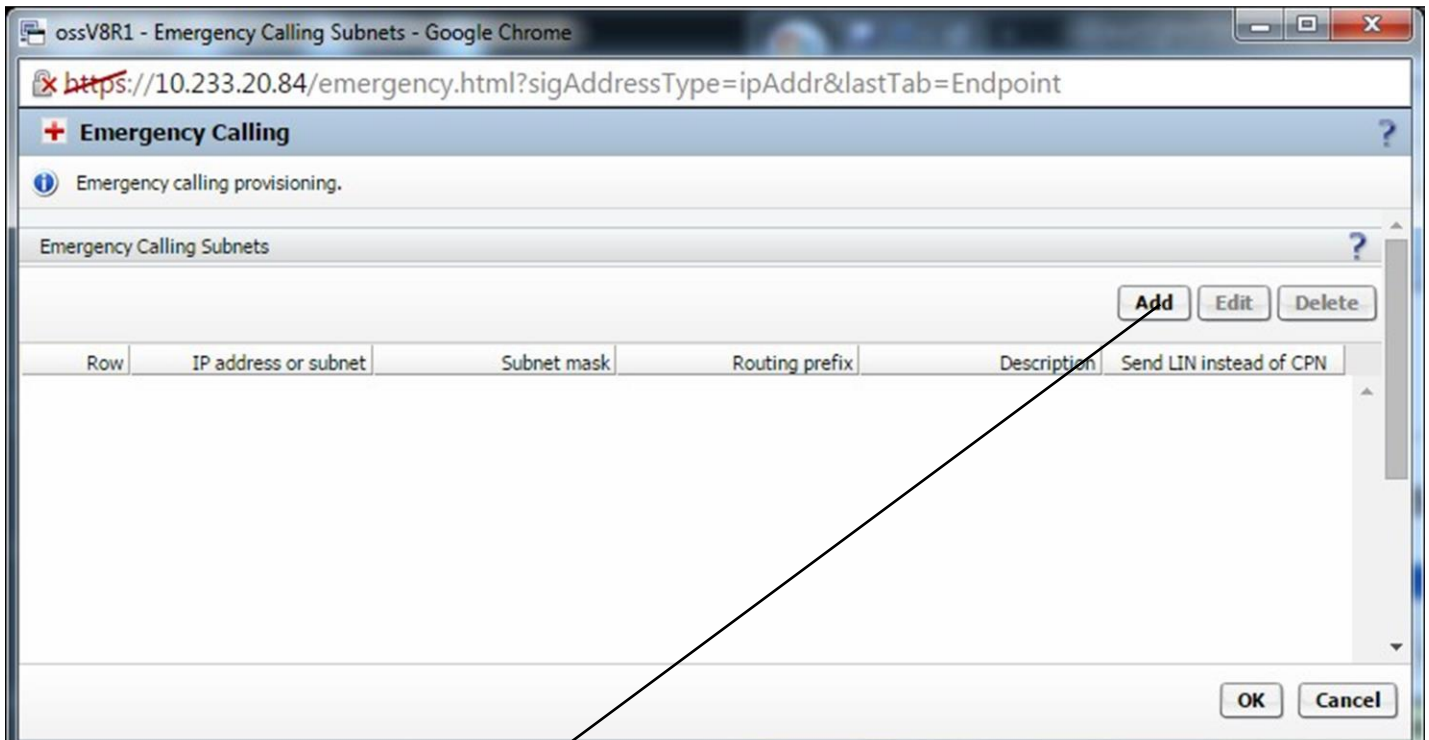 ossV8R1 - Emergency Calling Subnets - Google Chrome
https://10.233.20.84/emergency.html?sigAddressType=ipAddr&lastTab=Endpoint
Emergency Calling ?
Emergency calling provisioning.
Emergency Calling Subnets ?
Add Edit Delete
Row IP address or subnet Subnet mask Routing prefix Description Send LIN instead of CPN
OK Cancel